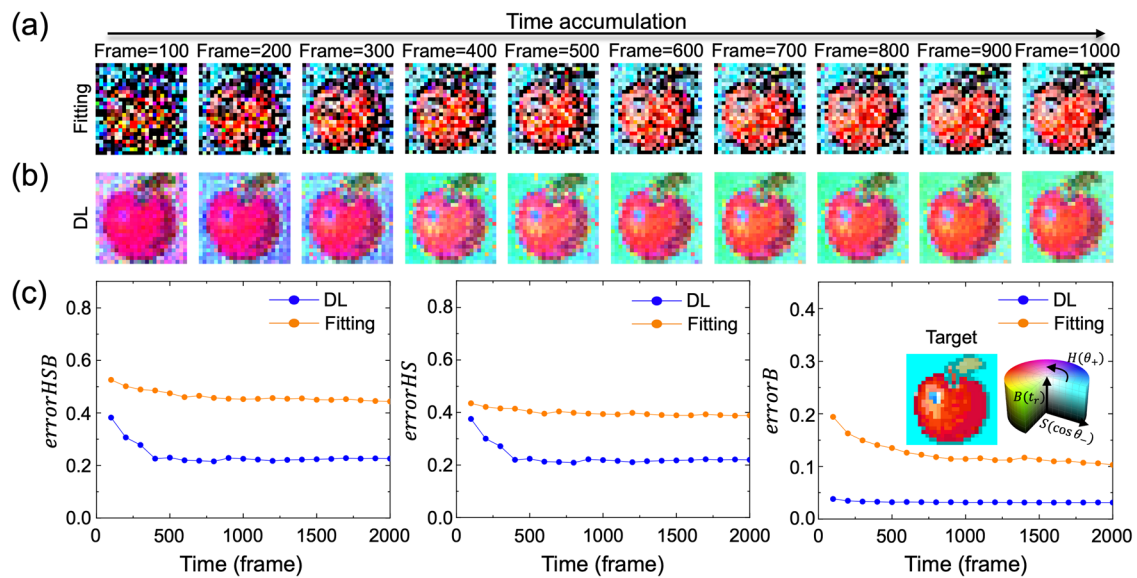 (a)
Time accumulation
Frame=100 Frame=200 Frame=300 Frame=400 Frame=500 Frame=600 Frame=700 Frame=800 Frame=900 Frame=1000
Fitting
(b)
DL
(c)
0.8
0.6
0.4
0.2
0.0
0 500 1000 1500 2000
errorHSB
Time (frame)
DL
Fitting
0.8
0.6
0.4
0.2
0.0
0 500 1000 1500 2000
errorHS
Time (frame)
DL
Fitting
0.4
0.3
0.2
0.1
0.0
0 500 1000 1500 2000
errorB
Time (frame)
DL
Fitting
Target
H(θ₊)
B(tᵣ)
S(cos θ₋)